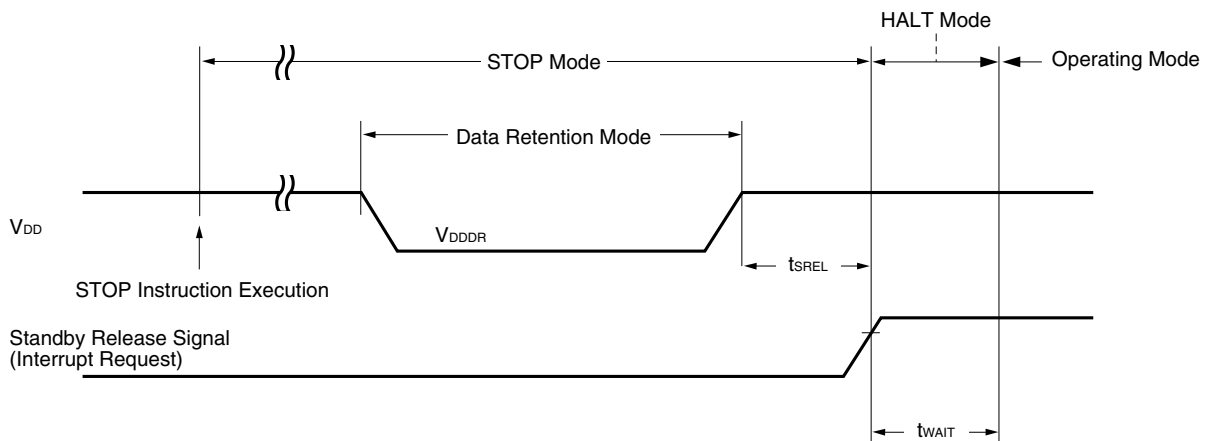 HALT Mode
STOP Mode
Operating Mode
Data Retention Mode
VDD
VDDDR
tSREL
STOP Instruction Execution
Standby Release Signal
(Interrupt Request)
tWAIT